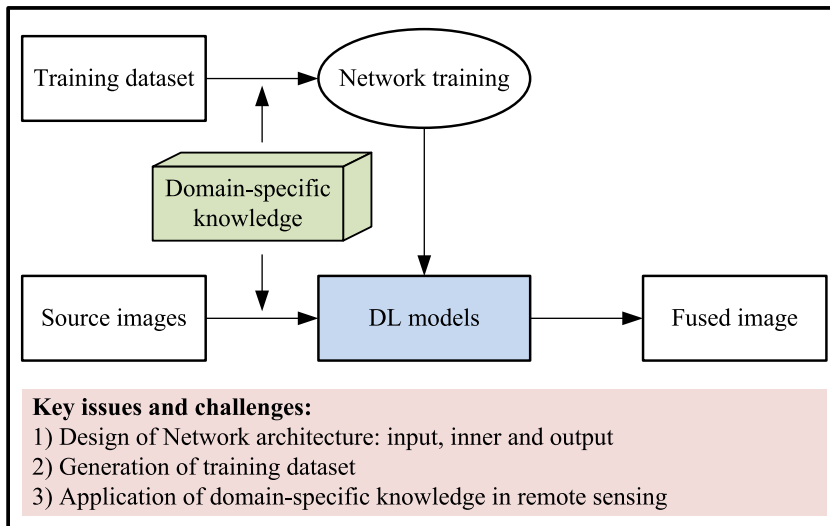 Training dataset
Network training
Domain-specific
knowledge
Source images
DL models
Fused image
Key issues and challenges:
1) Design of Network architecture: input, inner and output
2) Generation of training dataset
3) Application of domain-specific knowledge in remote sensing